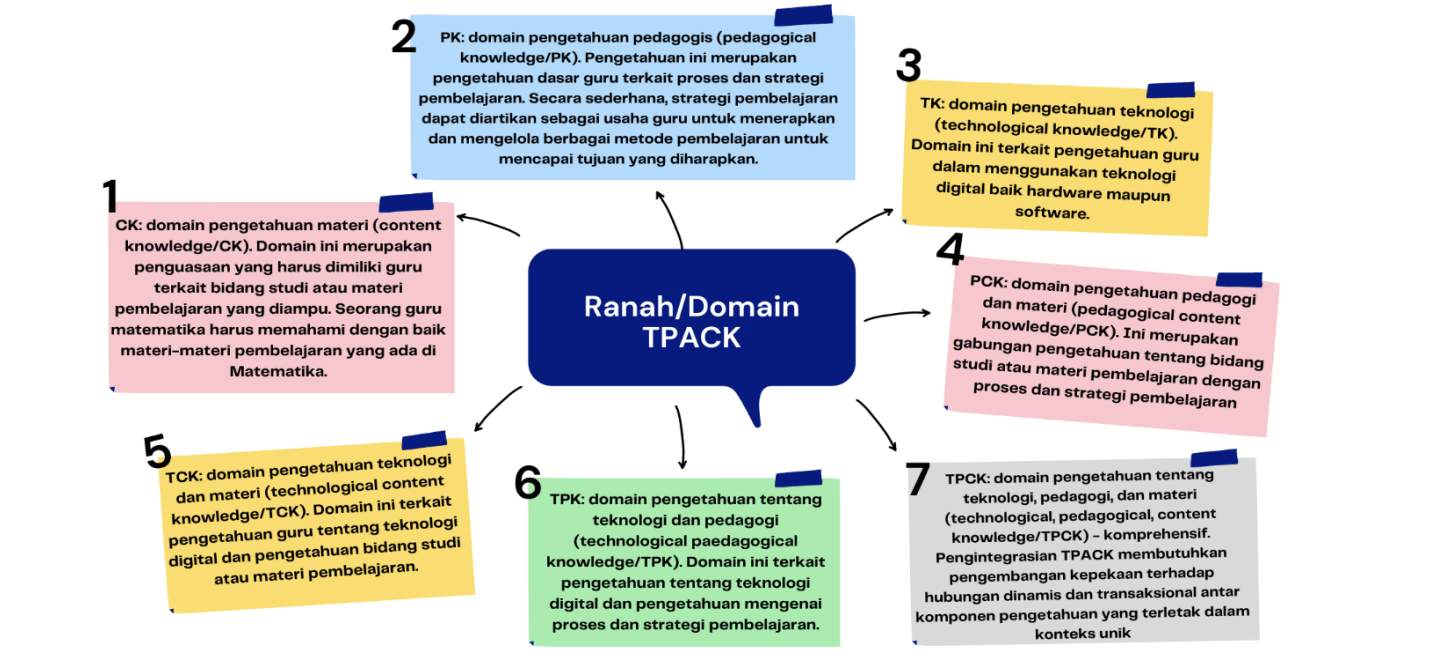 Ranah/Domain
TPACK
1
CK: domain pengetahuan materi (content
knowledge/CK). Domain ini merupakan
penguasaan yang harus dimiliki guru
terkait bidang studi atau materi
pembelajaran yang diampu. Seorang guru
matematika harus memahami dengan baik
materi-materi pembelajaran yang ada di
Matematika.
2
PK: domain pengetahuan pedagogis (pedagogical
knowledge/PK). Pengetahuan ini merupakan
pengetahuan dasar guru terkait proses dan strategi
pembelajaran. Secara sederhana, strategi pembelajaran
dapat diartikan sebagai usaha guru untuk menerapkan
dan mengelola berbagai metode pembelajaran untuk
mencapai tujuan yang diharapkan.
3
TK: domain pengetahuan teknologi
(technological knowledge/TK).
Domain ini terkait pengetahuan guru
dalam menggunakan teknologi
digital baik hardware maupun
software.
4
PCK: domain pengetahuan pedagogi
dan materi (pedagogical content
knowledge/PCK). Ini merupakan
gabungan pengetahuan tentang bidang
studi atau materi pembelajaran dengan
proses dan strategi pembelajaran
5
TCK: domain pengetahuan teknologi
dan materi (technological content
knowledge/TCK). Domain ini terkait
pengetahuan guru tentang teknologi
digital dan pengetahuan bidang studi
atau materi pembelajaran.
6
TPK: domain pengetahuan tentang
teknologi dan pedagogi
(technological paedagogical
knowledge/TPK). Domain ini terkait
pengetahuan tentang teknologi
digital dan pengetahuan mengenai
proses dan strategi pembelajaran.
7
TPCK: domain pengetahuan tentang
teknologi, pedagogi, dan materi
(technological, pedagogical, content
knowledge/TPCK) - komprehensif.
Pengintegrasian TPACK membutuhkan
pengembangan kepekaan terhadap
hubungan dinamis dan transaksional antar
komponen pengetahuan yang terletak dalam
konteks unik